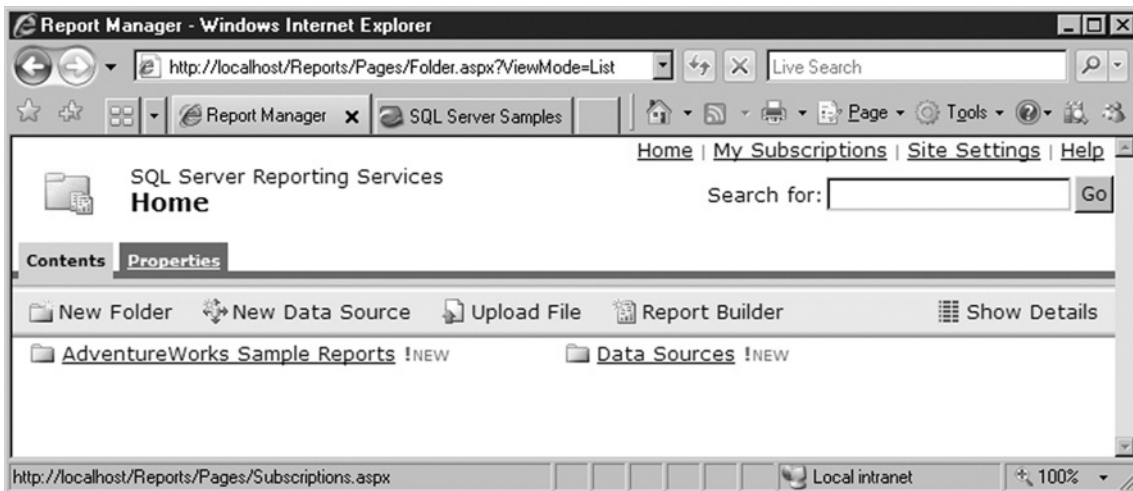 Report Manager - Windows Internet Explorer
http://localhost/Reports/Pages/Folder.aspx?ViewMode=List
Live Search
Report Manager
SQL Server Samples
Page
Tools
Home | My Subscriptions | Site Settings | Help
SQL Server Reporting Services
Home
Search for:
Go
Contents
Properties
New Folder
New Data Source
Upload File
Report Builder
Show Details
AdventureWorks Sample Reports !NEW
Data Sources !NEW
http://localhost/Reports/Pages/Subscriptions.aspx
Local intranet
100%